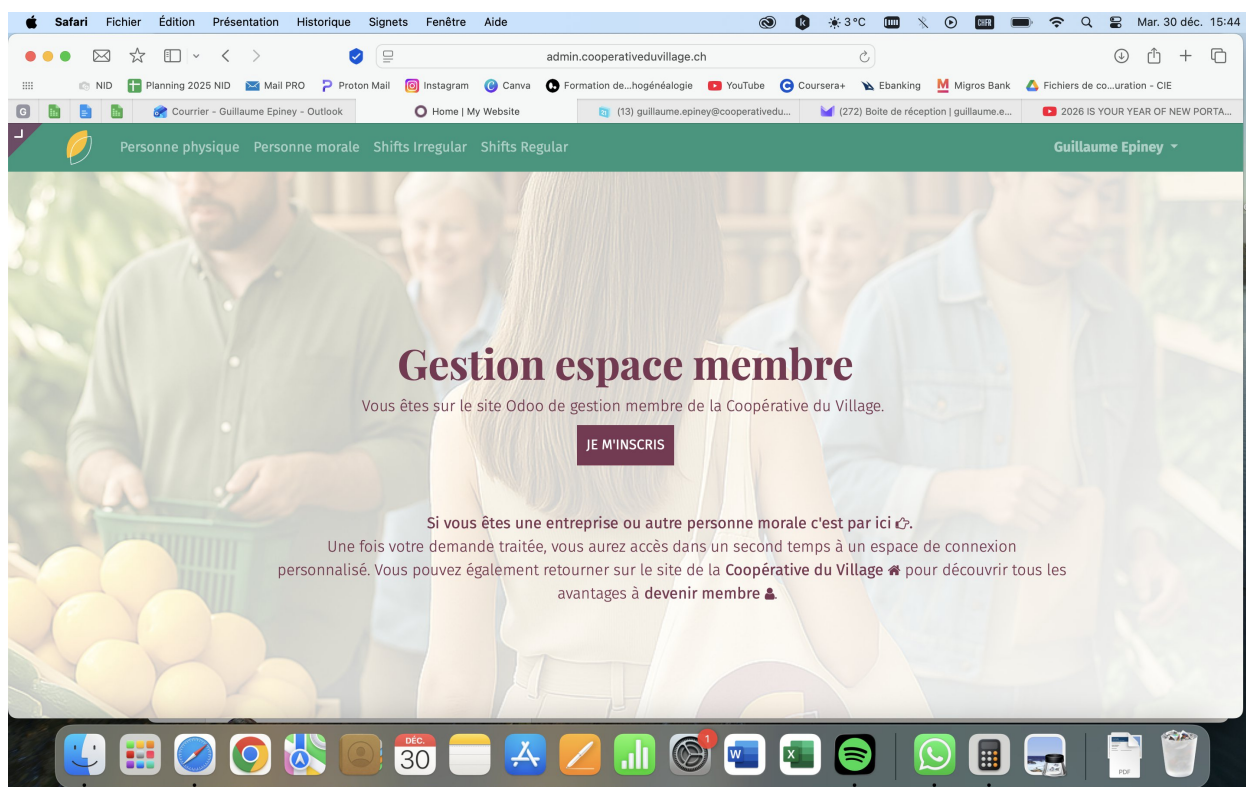 Safari Fichier Édition Présentation Historique Signets Fenêtre Aide 3°C CHFR Mar. 30 déc. 15:44
admin.cooperativeduvillage.ch
NID Planning 2025 NID Mail PRO Proton Mail Instagram Canva Formation de...hogénéalogie YouTube Coursera+ Ebanking Migros Bank Fichiers de co...uration - CIE
G Courrier – Guillaume Epiney – Outlook Home | My Website (13) guillaume.epiney@cooperativedu... (272) Boite de réception | guillaume.e... 2026 IS YOUR YEAR OF NEW PORTA...
Personne physique Personne morale Shifts Irregular Shifts Regular Guillaume Epiney
Gestion espace membre
Vous êtes sur le site Odoo de gestion membre de la Coopérative du Village.
JE M'INSCRIS
Si vous êtes une entreprise ou autre personne morale c'est par ici.
Une fois votre demande traitée, vous aurez accès dans un second temps à un espace de connexion
personnalisé. Vous pouvez également retourner sur le site de la Coopérative du Village pour découvrir tous les
avantages à devenir membre.
DÉC.
30
1
W
X
PDF